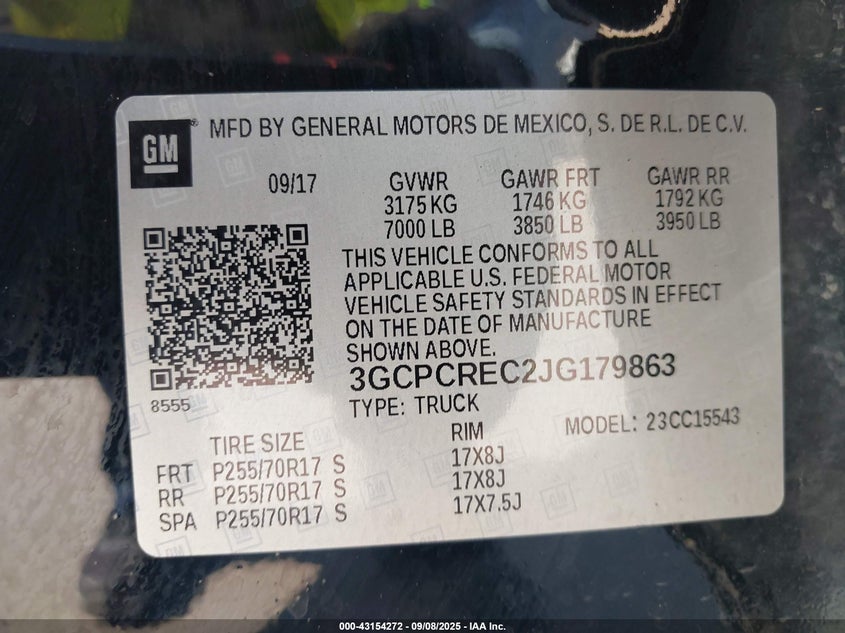 GM
® MFD BY GENERAL MOTORS DE MEXICO, S. DE R.L. DE C.V.
09/17
GVWR GAWR FRT GAWR RR
3175 KG 1746 KG 1792 KG
7000 LB 3850 LB 3950 LB
THIS VEHICLE CONFORMS TO ALL
APPLICABLE U.S. FEDERAL MOTOR
VEHICLE SAFETY STANDARDS IN EFFECT
ON THE DATE OF MANUFACTURE
SHOWN ABOVE.
3GCPCREC2JG179863
8555
TYPE: TRUCK MODEL: 23CC15543
TIRE SIZE RIM
FRT P255/70R17 S 17X8J
RR P255/70R17 S 17X8J
SPA P255/70R17 S 17X7.5J
000-43154272 - 09/08/2025 - IAA Inc.